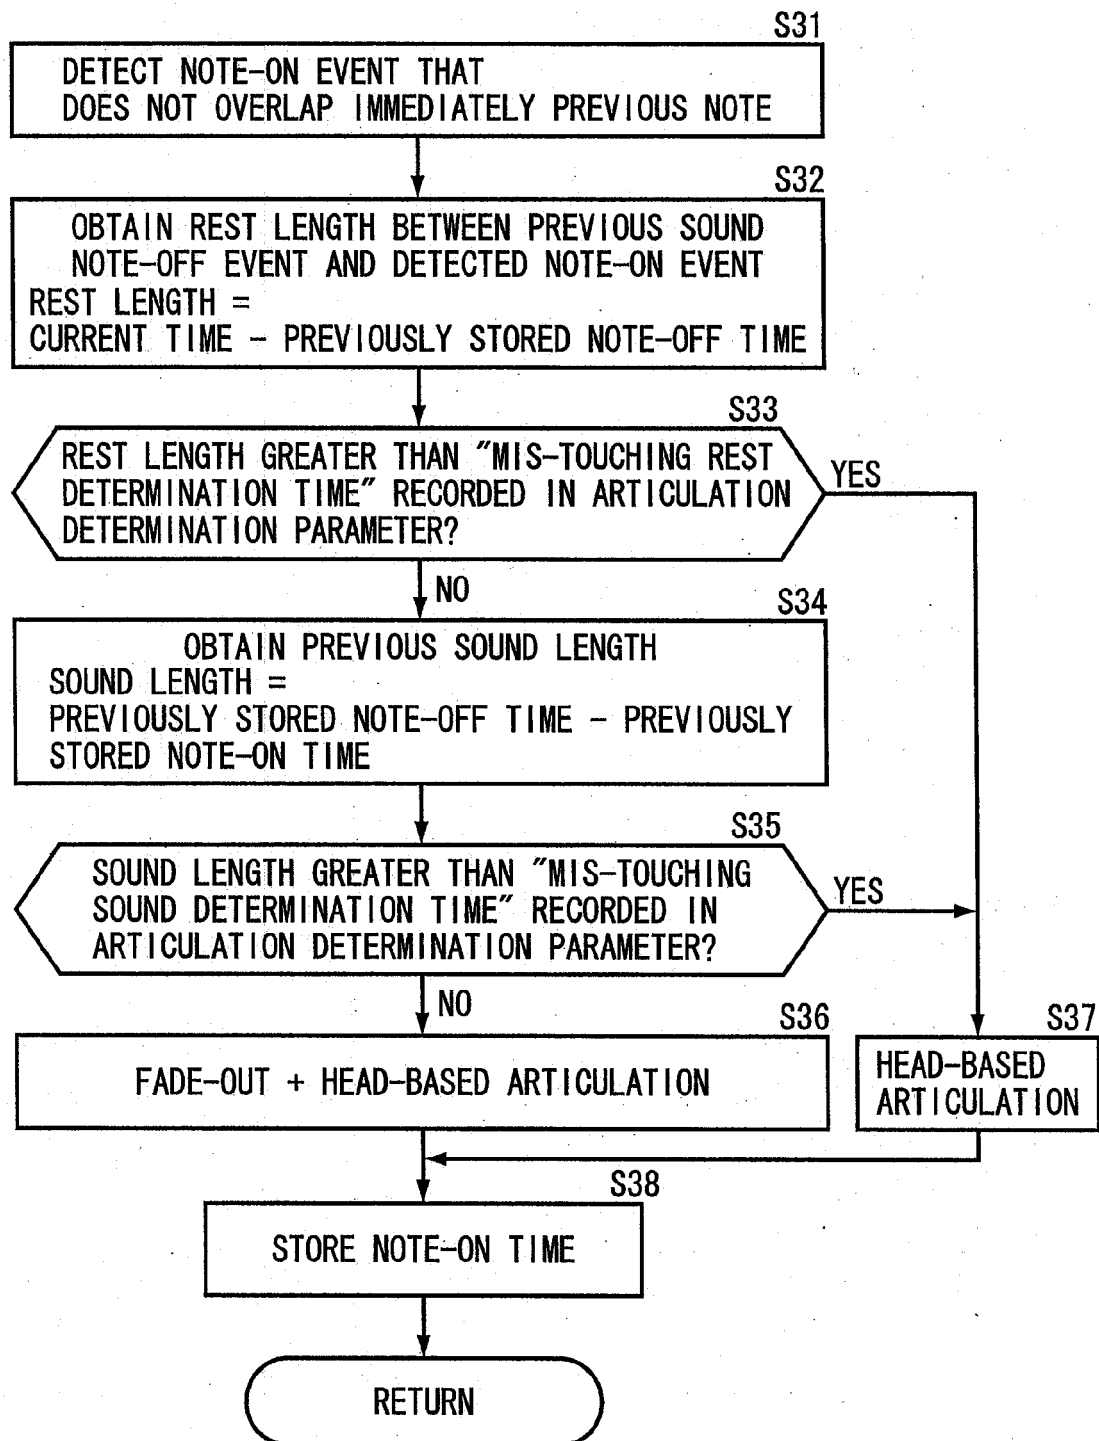 S31
DETECT NOTE-ON EVENT THAT
DOES NOT OVERLAP IMMEDIATELY PREVIOUS NOTE
S32
OBTAIN REST LENGTH BETWEEN PREVIOUS SOUND
NOTE-OFF EVENT AND DETECTED NOTE-ON EVENT
REST LENGTH =
CURRENT TIME - PREVIOUSLY STORED NOTE-OFF TIME
S33
REST LENGTH GREATER THAN "MIS-TOUCHING REST
DETERMINATION TIME" RECORDED IN ARTICULATION
DETERMINATION PARAMETER?
YES
NO
S34
OBTAIN PREVIOUS SOUND LENGTH
SOUND LENGTH =
PREVIOUSLY STORED NOTE-OFF TIME - PREVIOUSLY
STORED NOTE-ON TIME
S35
SOUND LENGTH GREATER THAN "MIS-TOUCHING
SOUND DETERMINATION TIME" RECORDED IN
ARTICULATION DETERMINATION PARAMETER?
YES
NO
S36
FADE-OUT + HEAD-BASED ARTICULATION
S37
HEAD-BASED
ARTICULATION
S38
STORE NOTE-ON TIME
RETURN